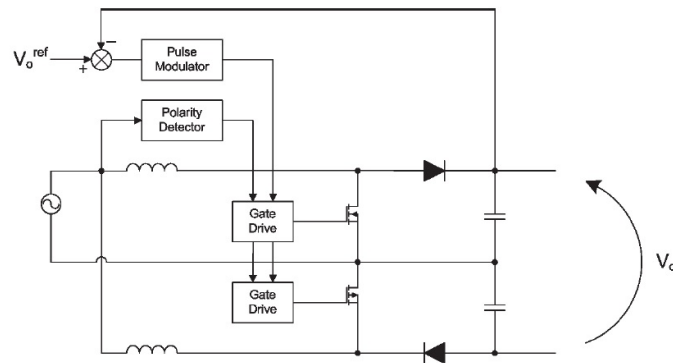 V_o^ref
+
−
Pulse
Modulator
Polarity
Detector
Gate
Drive
Gate
Drive
V_o